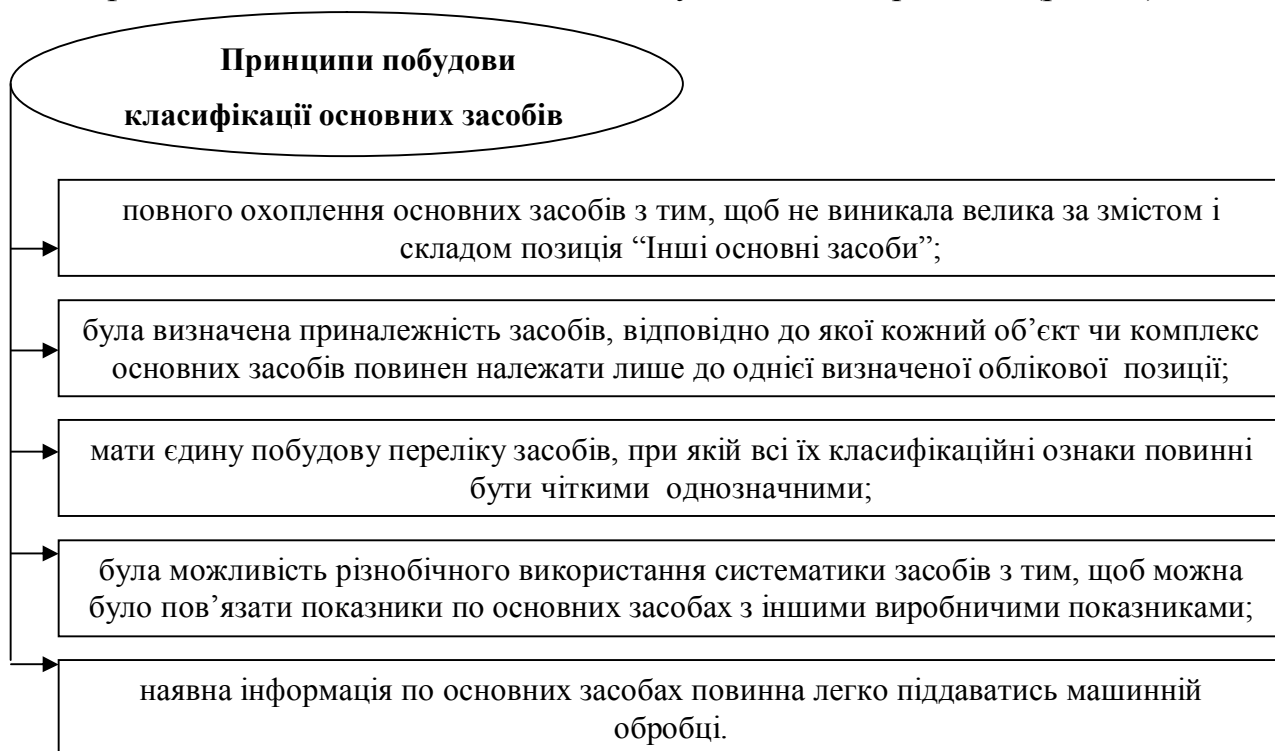 Принципи побудови
класифікації основних засобів
повного охоплення основних засобів з тим, щоб не виникала велика за змістом і
складом позиція “Інші основні засоби”;
була визначена приналежність засобів, відповідно до якої кожний об’єкт чи комплекс
основних засобів повинен належати лише до однієї визначеної облікової позиції;
мати єдину побудову переліку засобів, при якій всі їх класифікаційні ознаки повинні
бути чіткими однозначними;
була можливість різнобічного використання систематики засобів з тим, щоб можна
було пов’язати показники по основних засобах з іншими виробничими показниками;
наявна інформація по основних засобах повинна легко піддаватись машинній
обробці.